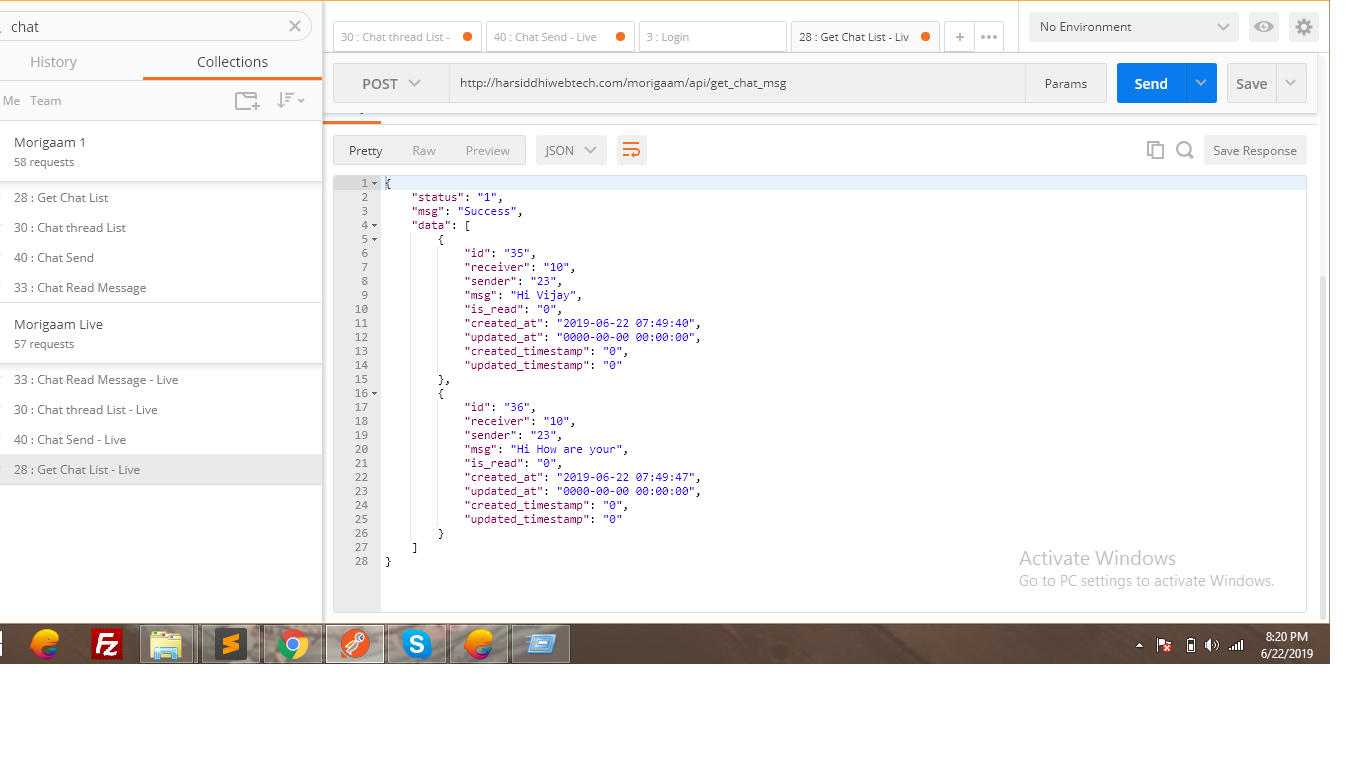 chat
History Collections
Me Team
Morigaam 1
58 requests
28 : Get Chat List
30 : Chat thread List
40 : Chat Send
33 : Chat Read Message
Morigaam Live
57 requests
33 : Chat Read Message - Live
30 : Chat thread List - Live
40 : Chat Send - Live
28 : Get Chat List - Live
30 : Chat thread List - 40 : Chat Send - Live 3 : Login 28 : Get Chat List - Liv + ••• No Environment
POST http://harsiddhiwebtech.com/morigaam/api/get_chat_msg Params Send Save
Pretty Raw Preview JSON Save Response
1 {
2 "status": "1",
3 "msg": "Success",
4 "data": [
5 {
6 "id": "35",
7 "receiver": "10",
8 "sender": "23",
9 "msg": "Hi Vijay",
10 "is_read": "0",
11 "created_at": "2019-06-22 07:49:40",
12 "updated_at": "0000-00-00 00:00:00",
13 "created_timestamp": "0",
14 "updated_timestamp": "0"
15 },
16 {
17 "id": "36",
18 "receiver": "10",
19 "sender": "23",
20 "msg": "Hi How are your",
21 "is_read": "0",
22 "created_at": "2019-06-22 07:49:47",
23 "updated_at": "0000-00-00 00:00:00",
24 "created_timestamp": "0",
25 "updated_timestamp": "0"
26 }
27 ]
28 }
Activate Windows
Go to PC settings to activate Windows.
Fz S
8:20 PM
6/22/2019